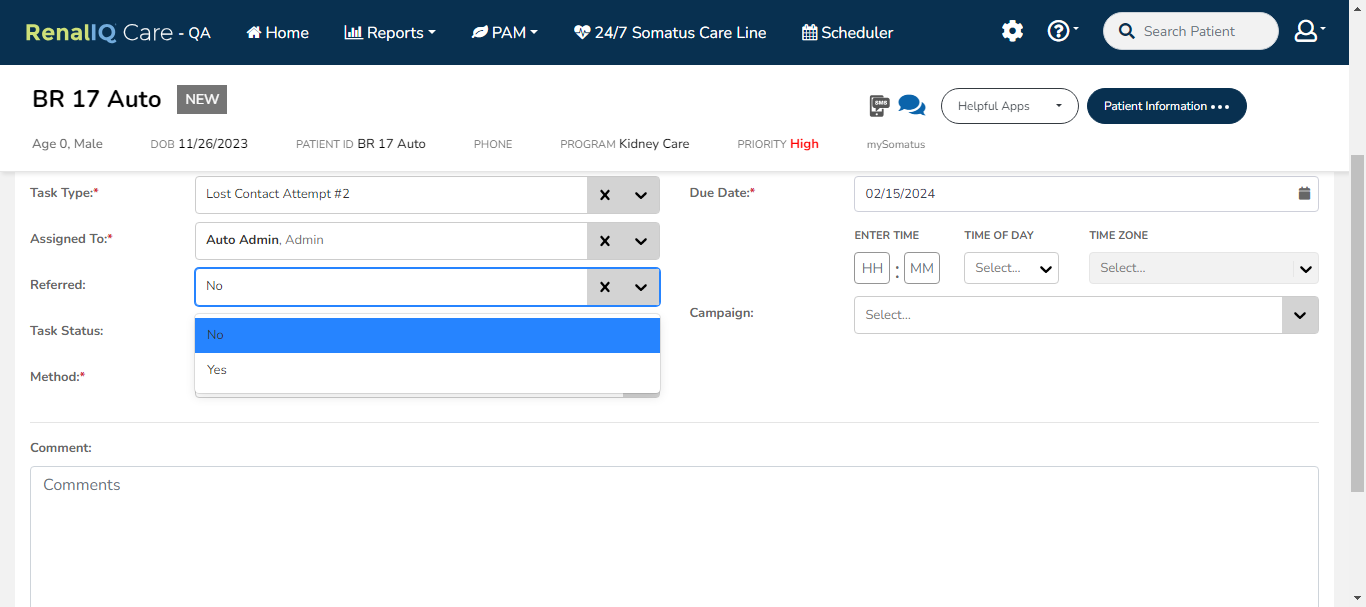 RenalIQ Care - QA Home Reports PAM 24/7 Somatus Care Line Scheduler Search Patient
BR 17 Auto NEW
SMS Helpful Apps Patient Information
Age 0, Male DOB 11/26/2023 PATIENT ID BR 17 Auto PHONE PROGRAM Kidney Care PRIORITY High mySomatus
Task Type:* Lost Contact Attempt #2
Due Date:* 02/15/2024
Assigned To:* Auto Admin, Admin
ENTER TIME TIME OF DAY TIME ZONE
HH : MM Select... Select...
Referred: No
Campaign: Select...
Task Status:
No
Yes
Method:*
Comment:
Comments